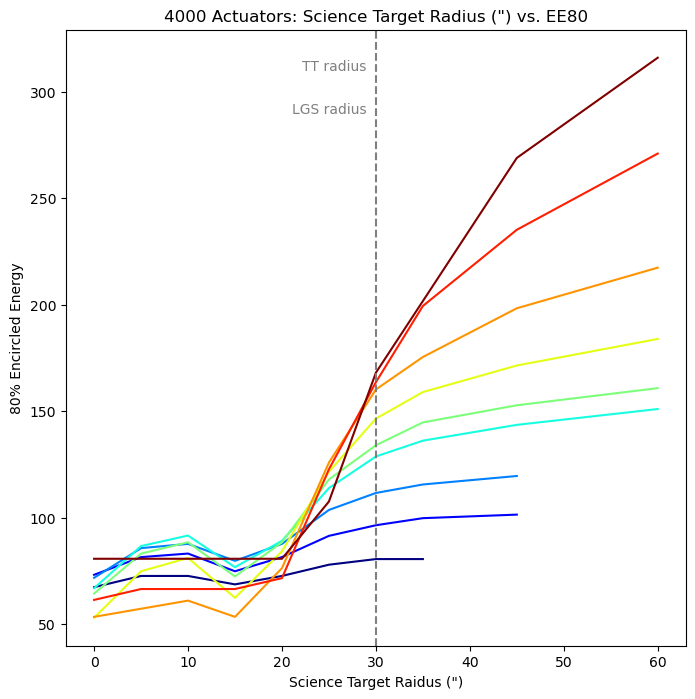 4000 Actuators: Science Target Radius (") vs. EE80
TT radius
LGS radius
300
250
200
150
100
50
80% Encircled Energy
0 10 20 30 40 50 60
Science Target Raidus (")